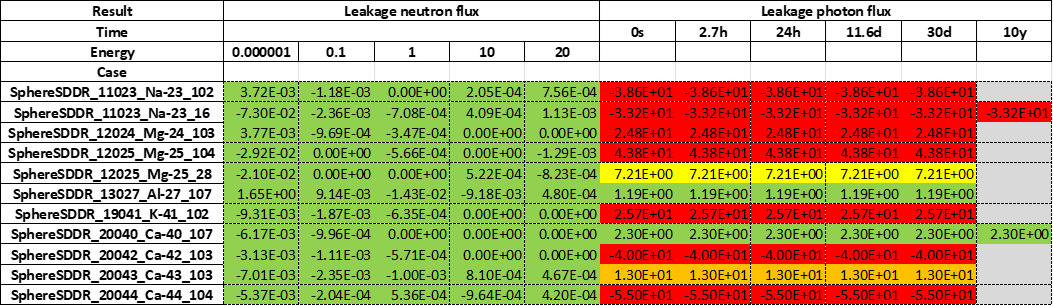 Result Leakage neutron flux Leakage photon flux
Time 0s 2.7h 24h 11.6d 30d 10y
Energy 0.000001 0.1 1 10 20
Case
SphereSDDR_11023_Na-23_102 3.72E-03 -1.18E-03 0.00E+00 2.05E-04 7.56E-04 -3.86E+01 -3.86E+01 -3.86E+01 -3.86E+01 -3.86E+01
SphereSDDR_11023_Na-23_16 -7.30E-02 -2.36E-03 -7.08E-04 4.09E-04 1.13E-03 -3.32E+01 -3.32E+01 -3.32E+01 -3.32E+01 -3.32E+01 -3.32E+01
SphereSDDR_12024_Mg-24_103 3.77E-03 -9.69E-04 -3.47E-04 0.00E+00 0.00E+00 2.48E+01 2.48E+01 2.48E+01 2.48E+01 2.48E+01
SphereSDDR_12025_Mg-25_104 -2.92E-02 0.00E+00 -5.66E-04 0.00E+00 -1.29E-03 4.38E+01 4.38E+01 4.38E+01 4.38E+01 4.38E+01
SphereSDDR_12025_Mg-25_28 -2.10E-02 0.00E+00 0.00E+00 5.22E-04 -8.23E-04 7.21E+00 7.21E+00 7.21E+00 7.21E+00 7.21E+00
SphereSDDR_13027_Al-27_107 1.65E+00 9.14E-03 -1.43E-02 -9.18E-03 4.80E-04 1.19E+00 1.19E+00 1.19E+00 1.19E+00 1.19E+00
SphereSDDR_19041_K-41_102 -9.31E-03 -1.87E-03 -6.35E-04 0.00E+00 0.00E+00 2.57E+01 2.57E+01 2.57E+01 2.57E+01 2.57E+01
SphereSDDR_20040_Ca-40_107 -6.17E-03 -9.96E-04 0.00E+00 0.00E+00 0.00E+00 2.30E+00 2.30E+00 2.30E+00 2.30E+00 2.30E+00 2.30E+00
SphereSDDR_20042_Ca-42_103 -3.13E-03 -1.11E-03 -5.71E-04 0.00E+00 0.00E+00 -4.00E+01 -4.00E+01 -4.00E+01 -4.00E+01 -4.00E+01
SphereSDDR_20043_Ca-43_103 -7.01E-03 -2.35E-03 -1.00E-03 8.10E-04 4.67E-04 1.30E+01 1.30E+01 1.30E+01 1.30E+01 1.30E+01
SphereSDDR_20044_Ca-44_104 -5.37E-03 -2.04E-04 5.36E-04 -9.64E-04 4.20E-04 -5.50E+01 -5.50E+01 -5.50E+01 -5.50E+01 -5.50E+01